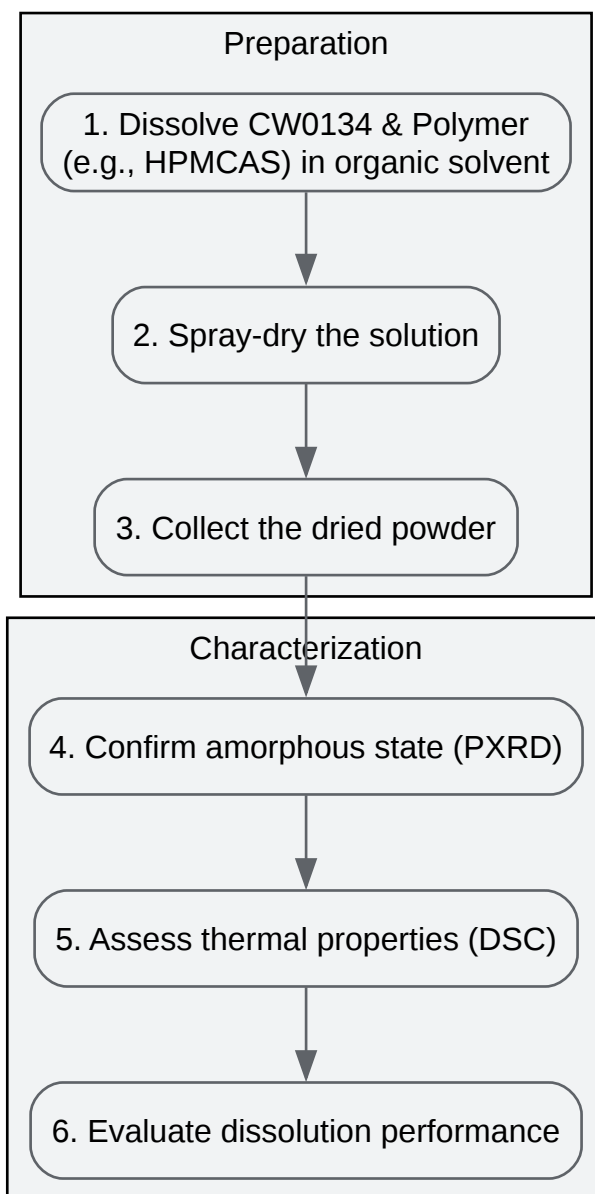 Preparation
1. Dissolve CW0134 & Polymer
(e.g., HPMCAS) in organic solvent
2. Spray-dry the solution
3. Collect the dried powder
Characterization
4. Confirm amorphous state (PXRD)
5. Assess thermal properties (DSC)
6. Evaluate dissolution performance